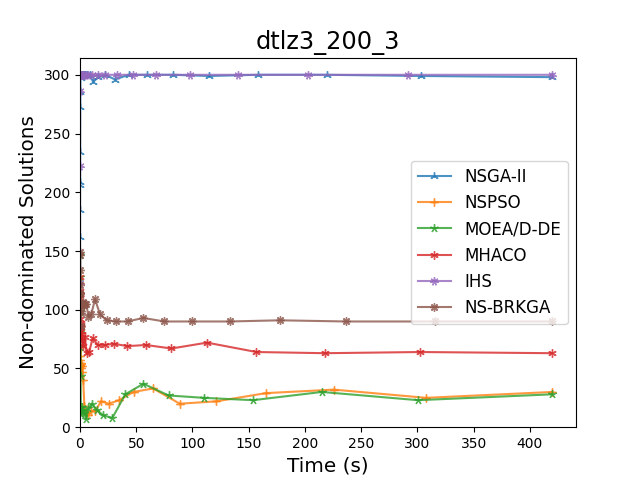 dtlz3_200_3
Non-dominated Solutions
300
250
200
150
100
50
0
NSGA-II
NSPSO
MOEA/D-DE
MHACO
IHS
NS-BRKGA
0 50 100 150 200 250 300 350 400
Time (s)